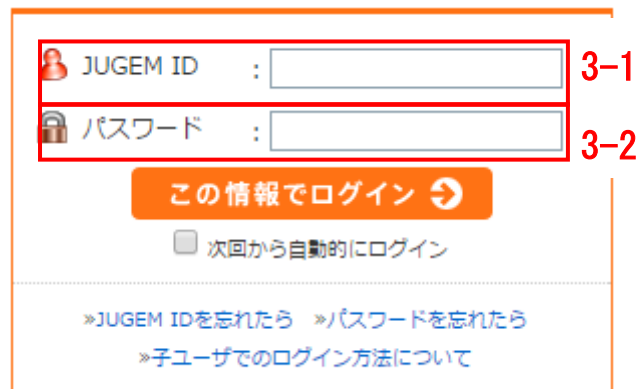 JUGEM ID : 3-1
パスワード : 3-2
この情報でログイン
次回から自動的にログイン
»JUGEM IDを忘れたら »パスワードを忘れたら
»子ユーザでのログイン方法について